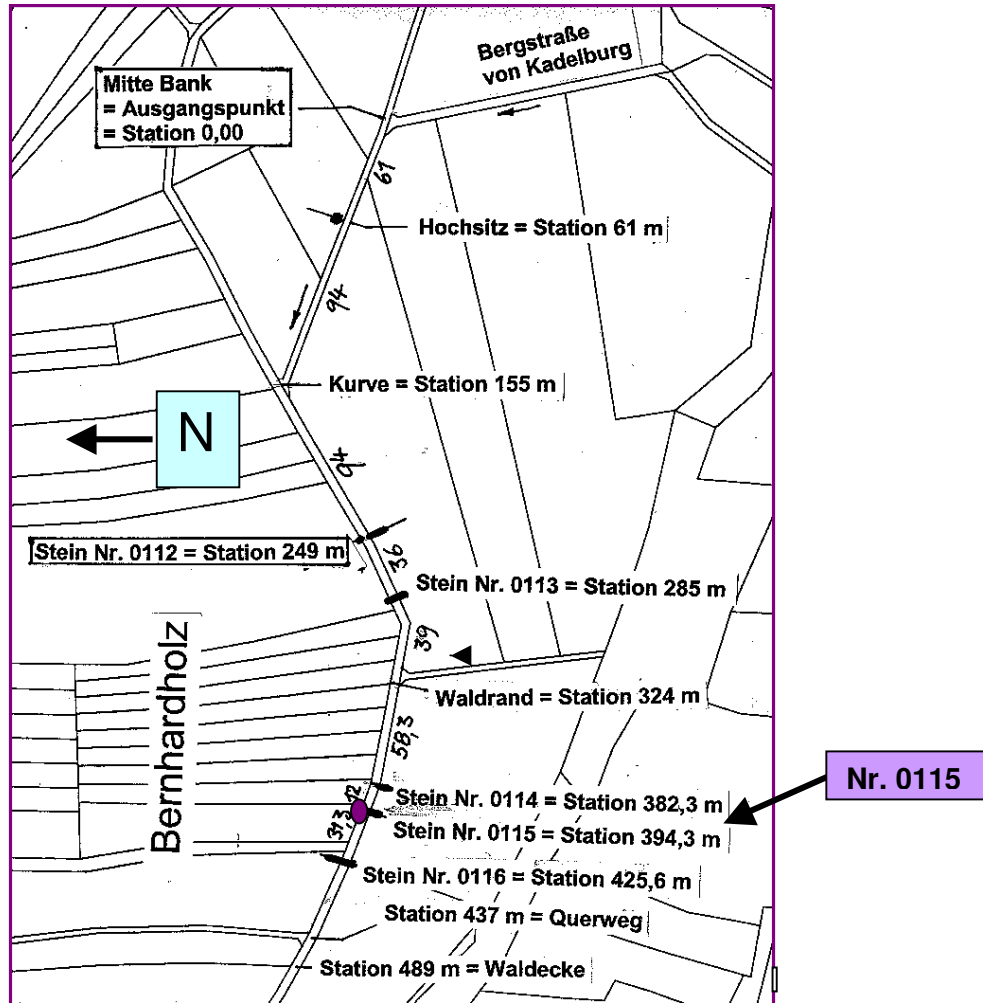 Bergstraße
von Kadelburg
Mitte Bank
= Ausgangspunkt
= Station 0,00
61
Hochsitz = Station 61 m
94
Kurve = Station 155 m
N
94
Stein Nr. 0112 = Station 249 m
36
Stein Nr. 0113 = Station 285 m
39
Bernhardholz
Waldrand = Station 324 m
58,3
Nr. 0115
12
Stein Nr. 0114 = Station 382,3 m
31,3
Stein Nr. 0115 = Station 394,3 m
Stein Nr. 0116 = Station 425,6 m
Station 437 m = Querweg
Station 489 m = Waldecke